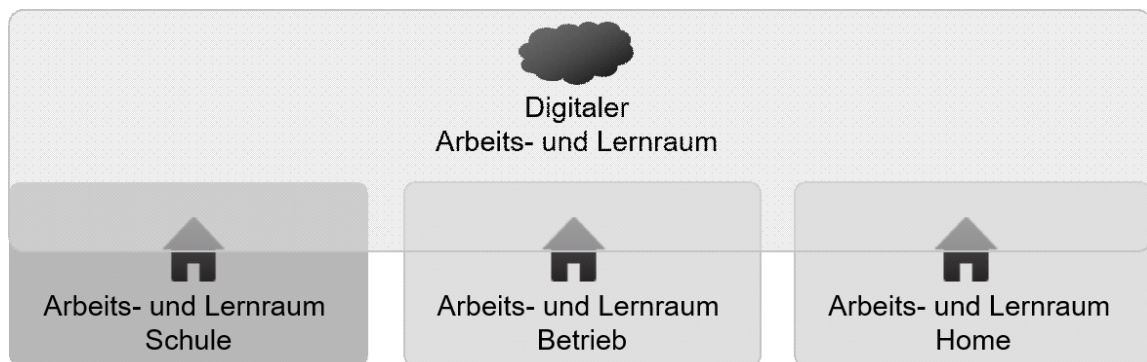 Digitaler
Arbeits- und Lernraum
Arbeits- und Lernraum
Schule
Arbeits- und Lernraum
Betrieb
Arbeits- und Lernraum
Home